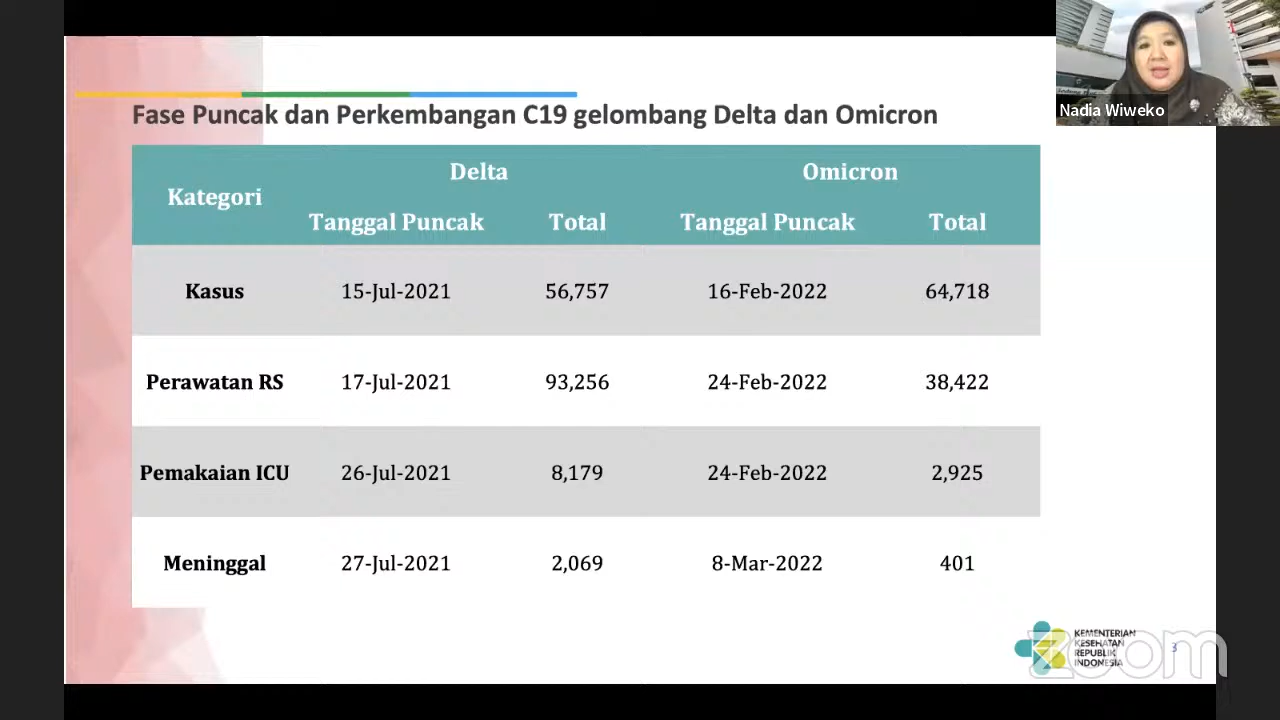 Nadia Wiweko
Fase Puncak dan Perkembangan C19 gelombang Delta dan Omicron
Kategori Delta Omicron
Tanggal Puncak Total Tanggal Puncak Total
Kasus 15-Jul-2021 56,757 16-Feb-2022 64,718
Perawatan RS 17-Jul-2021 93,256 24-Feb-2022 38,422
Pemakaian ICU 26-Jul-2021 8,179 24-Feb-2022 2,925
Meninggal 27-Jul-2021 2,069 8-Mar-2022 401
KEMENTERIAN
KESEHATAN
REPUBLIK
INDONESIA
zoom
3